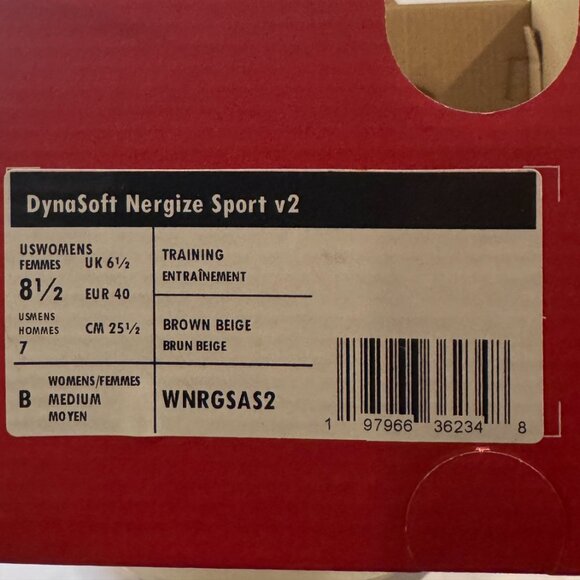 DynaSoft Nergize Sport v2
USWOMENS
FEMMES UK 6½
8½ EUR 40
USMENS
HOMMES CM 25½
7
TRAINING
ENTRAÎNEMENT
BROWN BEIGE
BRUN BEIGE
B WOMENS/FEMMES
MEDIUM
MOYEN
WNRGSAS2
1 97966 36234 8